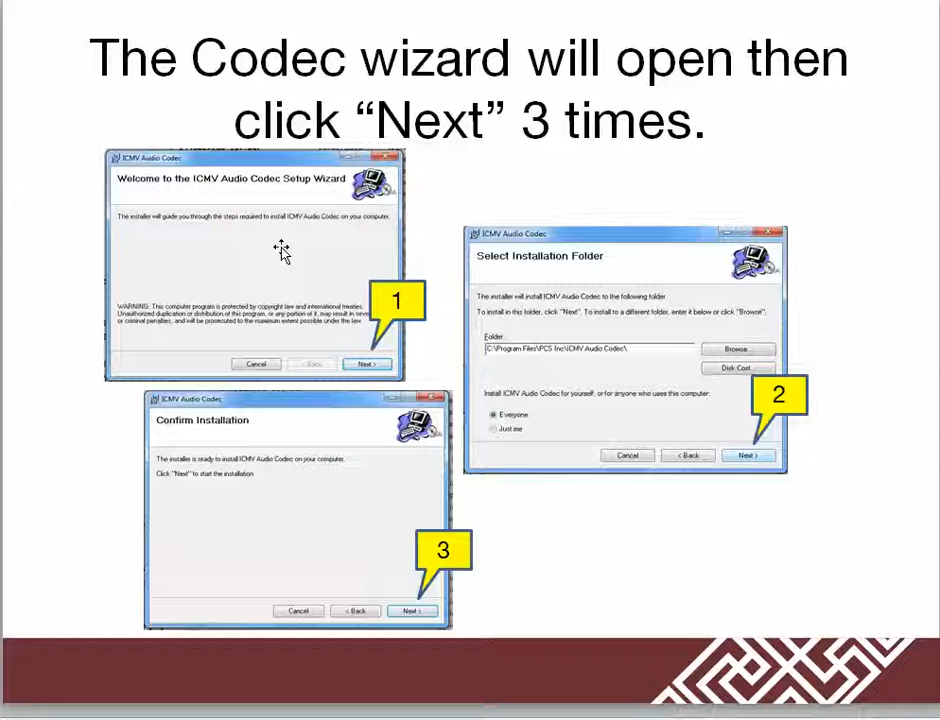 The Codec wizard will open then
click “Next” 3 times.
ICMV Audio Codec
Welcome to the ICMV Audio Codec Setup Wizard
The installer will guide you through the steps required to install ICMV Audio Codec on your computer.
WARNING: This computer program is protected by copyright law and international treaties.
Unauthorized duplication or distribution of this program, or any portion of it, may result in
or criminal penalties, and will be prosecuted to the maximum extent possible under the law.
Cancel
< Back
Next >
1
ICMV Audio Codec
Select Installation Folder
The installer will install ICMV Audio Codec to the following folder.
To install in this folder, click "Next". To install to a different folder, enter it below or click "Browse".
Folder:
C:\Program Files\PCS Inc\ICMV Audio Codec\
Browse...
Disk Cost...
Install ICMV Audio Codec for yourself, or for anyone who uses this computer:
Everyone
Just me
Cancel
< Back
Next >
2
ICMV Audio Codec
Confirm Installation
The installer is ready to install ICMV Audio Codec on your computer.
Click "Next" to start the installation.
Cancel
< Back
Next >
3